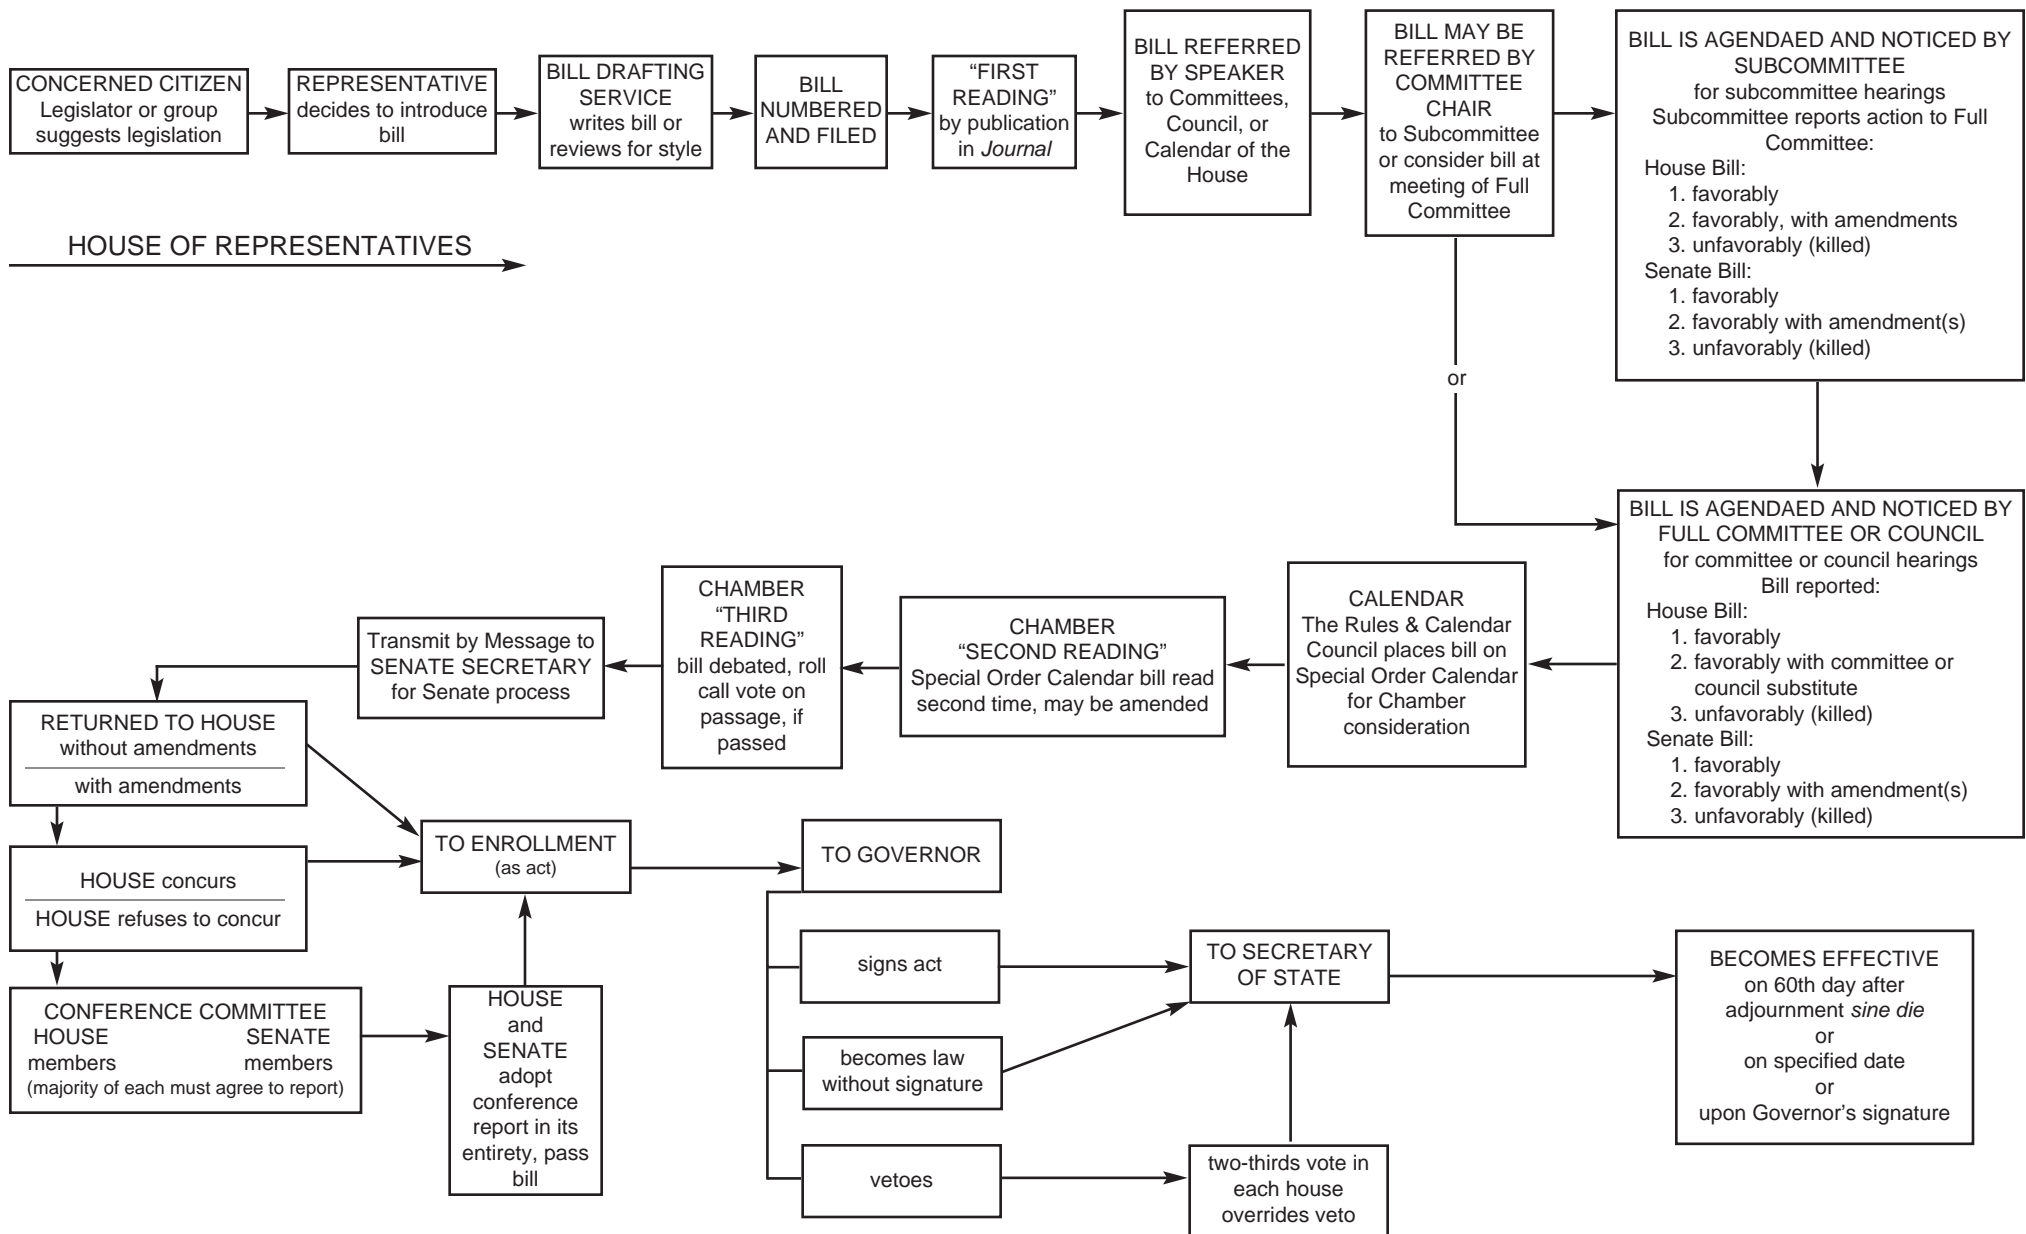 CONCERNED CITIZEN
Legislator or group
suggests legislation
REPRESENTATIVE
decides to introduce
bill
BILL DRAFTING
SERVICE
writes bill or
reviews for style
BILL
NUMBERED
AND FILED
“FIRST
READING”
by publication
in Journal
BILL REFERRED
BY SPEAKER
to Committees,
Council, or
Calendar of the
House
BILL MAY BE
REFERRED BY
COMMITTEE
CHAIR
to Subcommittee
or consider bill at
meeting of Full
Committee
BILL IS AGENDAED AND NOTICED BY
SUBCOMMITTEE
for subcommittee hearings
Subcommittee reports action to Full
Committee:
House Bill:
1. favorably
2. favorably, with amendments
3. unfavorably (killed)
Senate Bill:
1. favorably
2. favorably with amendment(s)
3. unfavorably (killed)
HOUSE OF REPRESENTATIVES
or
BILL IS AGENDAED AND NOTICED BY
FULL COMMITTEE OR COUNCIL
for committee or council hearings
Bill reported:
House Bill:
1. favorably
2. favorably with committee or
council substitute
3. unfavorably (killed)
Senate Bill:
1. favorably
2. favorably with amendment(s)
3. unfavorably (killed)
CALENDAR
The Rules & Calendar
Council places bill on
Special Order Calendar
for Chamber
consideration
CHAMBER
“SECOND READING”
Special Order Calendar bill read
second time, may be amended
CHAMBER
“THIRD
READING”
bill debated, roll
call vote on
passage, if
passed
Transmit by Message to
SENATE SECRETARY
for Senate process
RETURNED TO HOUSE
without amendments
with amendments
HOUSE concurs
HOUSE refuses to concur
CONFERENCE COMMITTEE
HOUSE SENATE
members members
(majority of each must agree to report)
HOUSE
and
SENATE
adopt
conference
report in its
entirety, pass
bill
TO ENROLLMENT
(as act)
TO GOVERNOR
signs act
becomes law
without signature
vetoes
two-thirds vote in
each house
overrides veto
TO SECRETARY
OF STATE
BECOMES EFFECTIVE
on 60th day after
adjournment sine die
or
on specified date
or
upon Governor’s signature